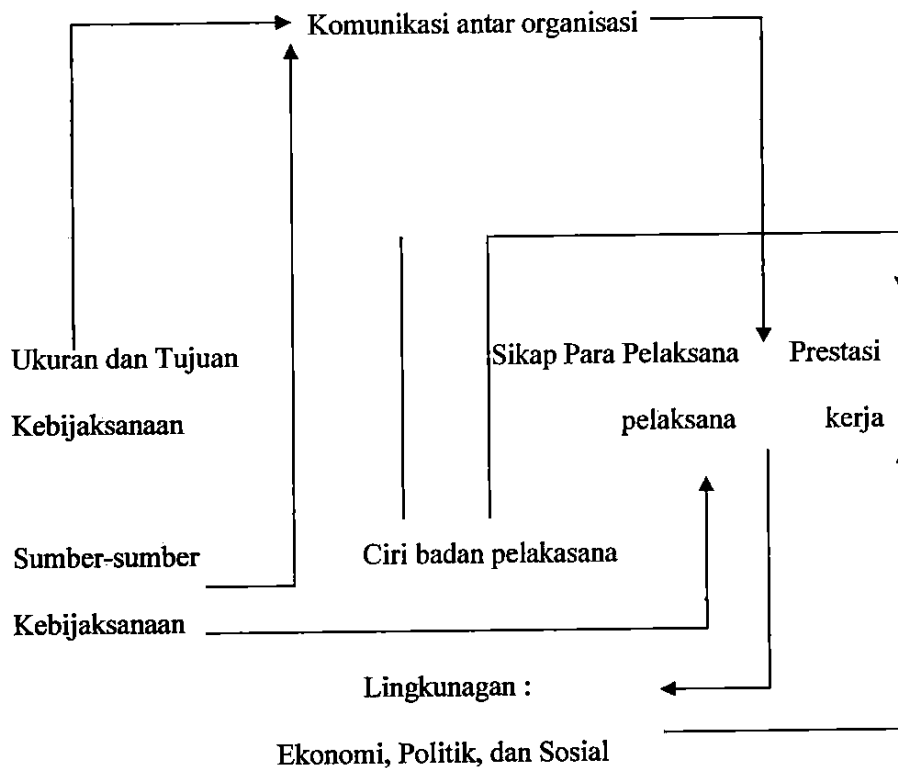 Komunikasi antar organisasi
Ukuran dan Tujuan
Kebijaksanaan
Sikap Para Pelaksana
pelaksana
Prestasi
kerja
Sumber-sumber
Kebijaksanaan
Ciri badan pelakasana
Lingkunagan :
Ekonomi, Politik, dan Sosial